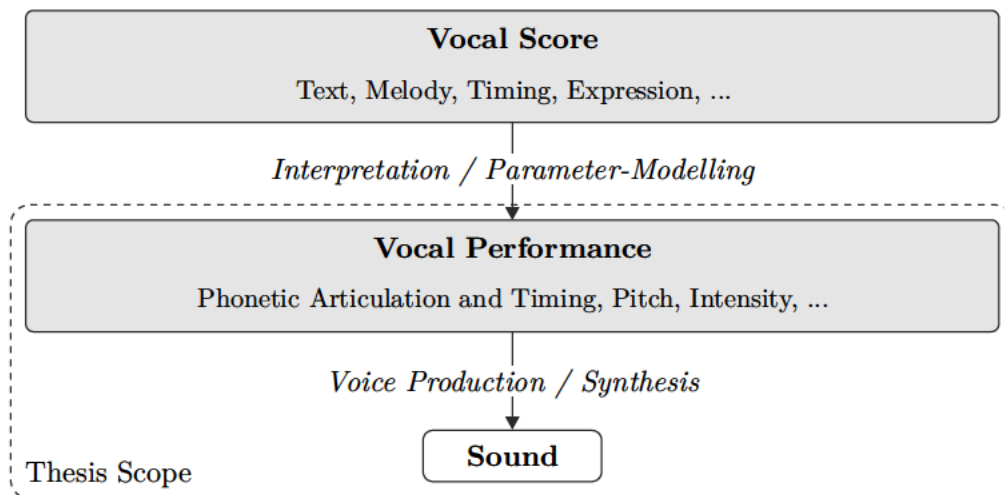 Vocal Score
Text, Melody, Timing, Expression, ...
Interpretation / Parameter-Modelling
Vocal Performance
Phonetic Articulation and Timing, Pitch, Intensity, ...
Voice Production / Synthesis
Sound
Thesis Scope